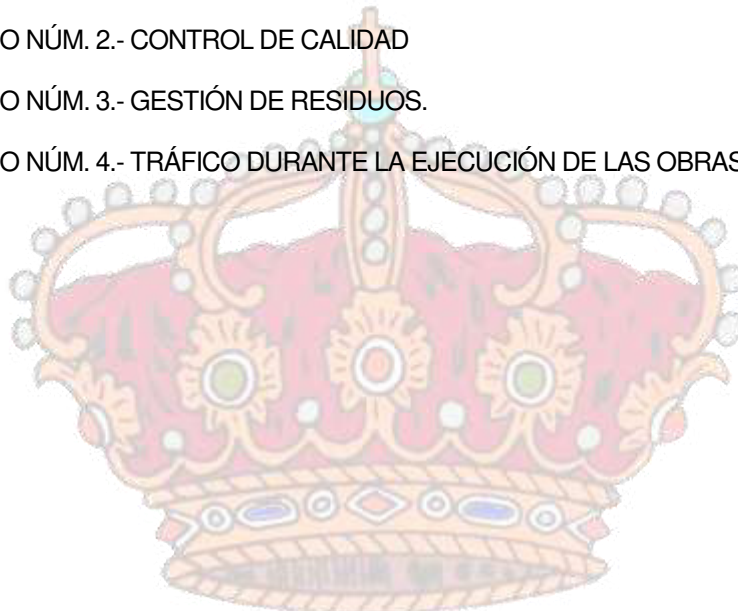 O NÚM. 2.- CONTROL DE CALIDAD
O NÚM. 3.- GESTIÓN DE RESIDUOS.
O NÚM. 4.- TRÁFICO DURANTE LA EJECUCIÓN DE LAS OBRAS